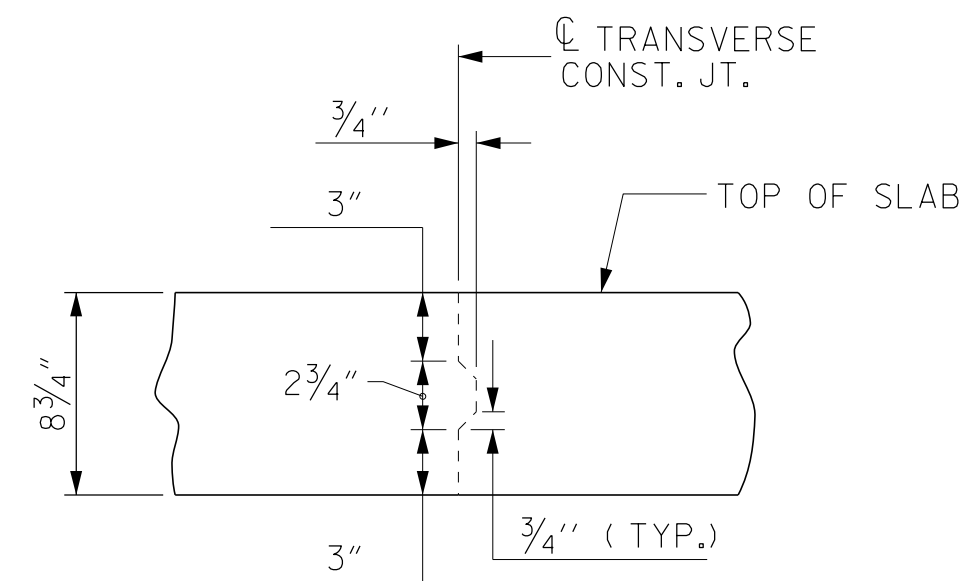 ℄ TRANSVERSE
CONST. JT.
3/4''
3"
TOP OF SLAB
2 3/4"
8 3/4"
3/4'' (TYP.)
3"